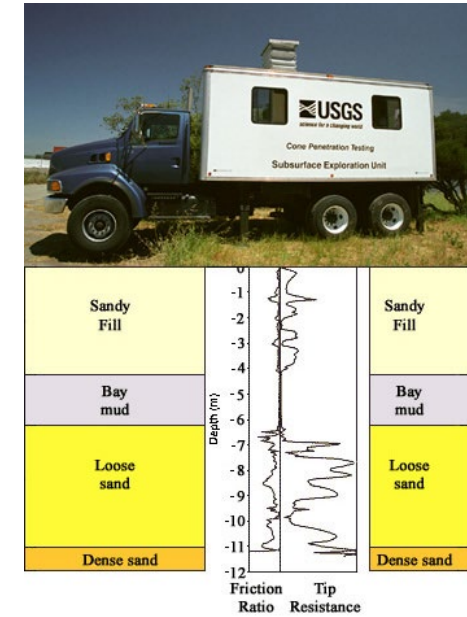 USGS
science for a changing world
Cone Penetration Testing
Subsurface Exploration Unit
Sandy
Fill
Bay
mud
Loose
sand
Dense sand
Depth (m)
0
-1
-2
-3
-4
-5
-6
-7
-8
-9
-10
-11
-12
Friction
Ratio
Tip
Resistance
Sandy
Fill
Bay
mud
Loose
sand
Dense sand